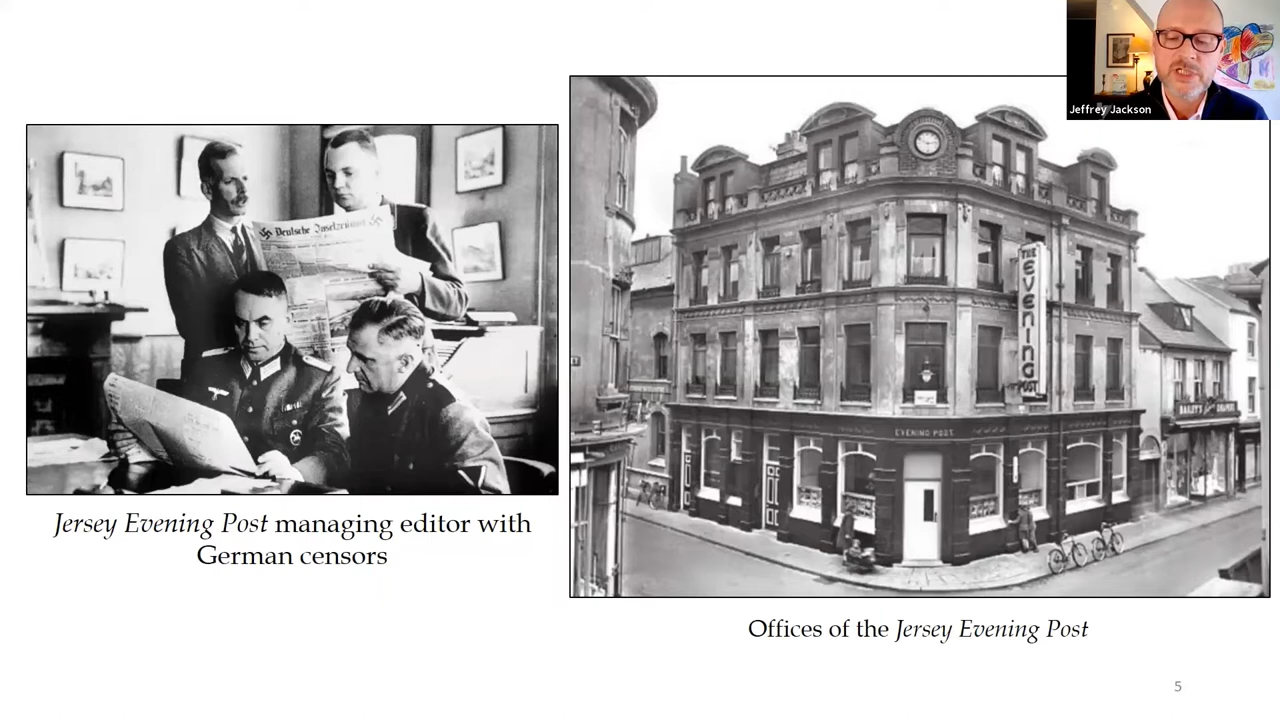 Jeffrey Jackson
Deutsche Inselzeitung
THE EVENING POST
EVENING POST
Jersey Evening Post managing editor with
German censors
Offices of the Jersey Evening Post
5